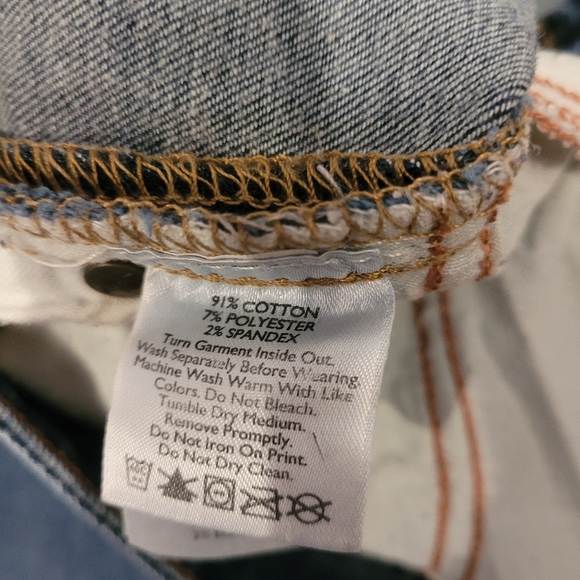 91% COTTON
7% POLYESTER
2% SPANDEX
Turn Garment Inside Out.
Wash Separately Before Wearing.
Machine Wash Warm With Like
Colors. Do Not Bleach.
Tumble Dry Medium.
Remove Promptly.
Do Not Iron On Print.
Do Not Dry Clean.